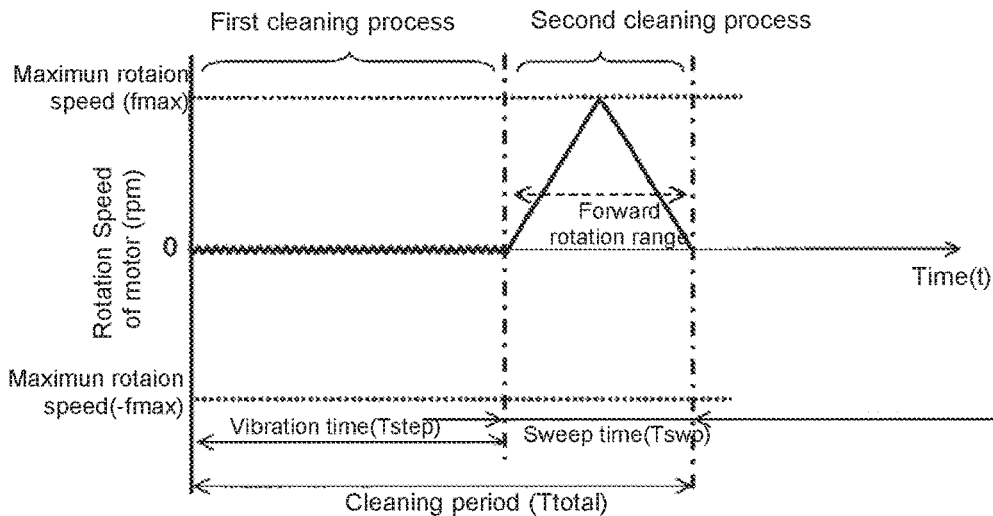 First cleaning process
Second cleaning process
Maximun rotaion
speed (fmax)
Rotation Speed
of motor (rpm)
0
Forward
rotation range
Time(t)
Maximun rotaion
speed(-fmax)
Vibration time(Tstep)
Sweep time(Tswp)
Cleaning period (Ttotal)